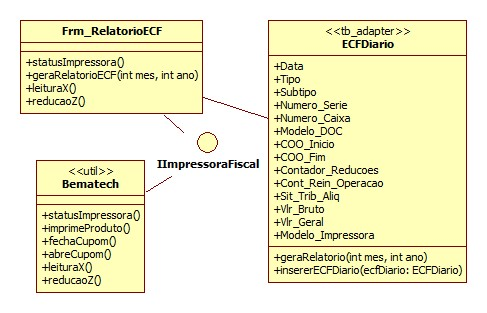 Frm_RelatorioECF
+statusImpressora()
+geraRelatorioECF(int mes, int ano)
+leituraX()
+reducaoZ()
<<tb_adapter>>
ECFDiario
+Data
+Tipo
+Subtipo
+Numero_Serie
+Numero_Caixa
+Modelo_DOC
+COO_Inicio
+COO_Fim
+Contador_Reducoes
+Cont_Rein_Operacao
+Sit_Trib_Aliq
+Vlr_Bruto
+Vlr_Geral
+Modelo_Impressora
+geraRelatorio(int mes, int ano)
+insererECFDiario(ecfDiario: ECFDiario)
IImpressoraFiscal
<<util>>
Bematech
+statusImpressora()
+imprimeProduto()
+fechaCupom()
+abreCupom()
+leituraX()
+reducaoZ()